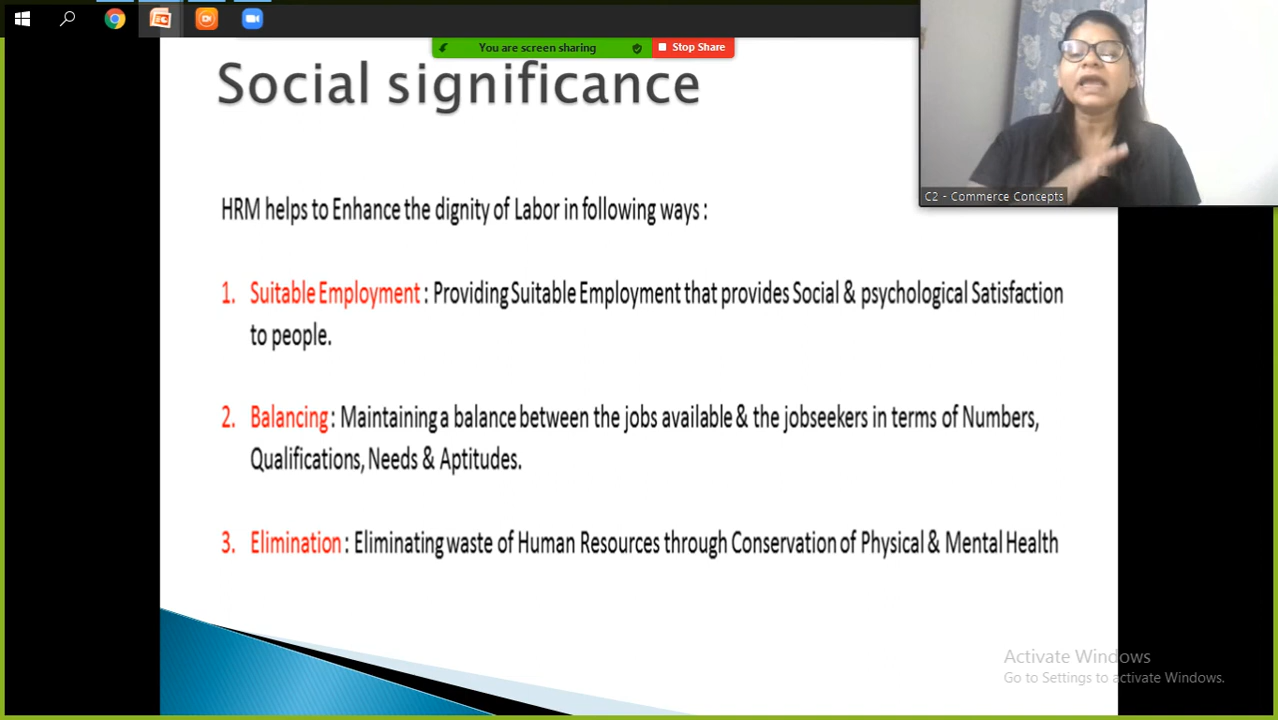 You are screen sharing
Stop Share
Social significance
C2 - Commerce Concepts
HRM helps to Enhance the dignity of Labor in following ways :
1. Suitable Employment : Providing Suitable Employment that provides Social & psychological Satisfaction
to people.
2. Balancing : Maintaining a balance between the jobs available & the jobseekers in terms of Numbers,
Qualifications, Needs & Aptitudes.
3. Elimination : Eliminating waste of Human Resources through Conservation of Physical & Mental Health
Activate Windows
Go to Settings to activate Windows.